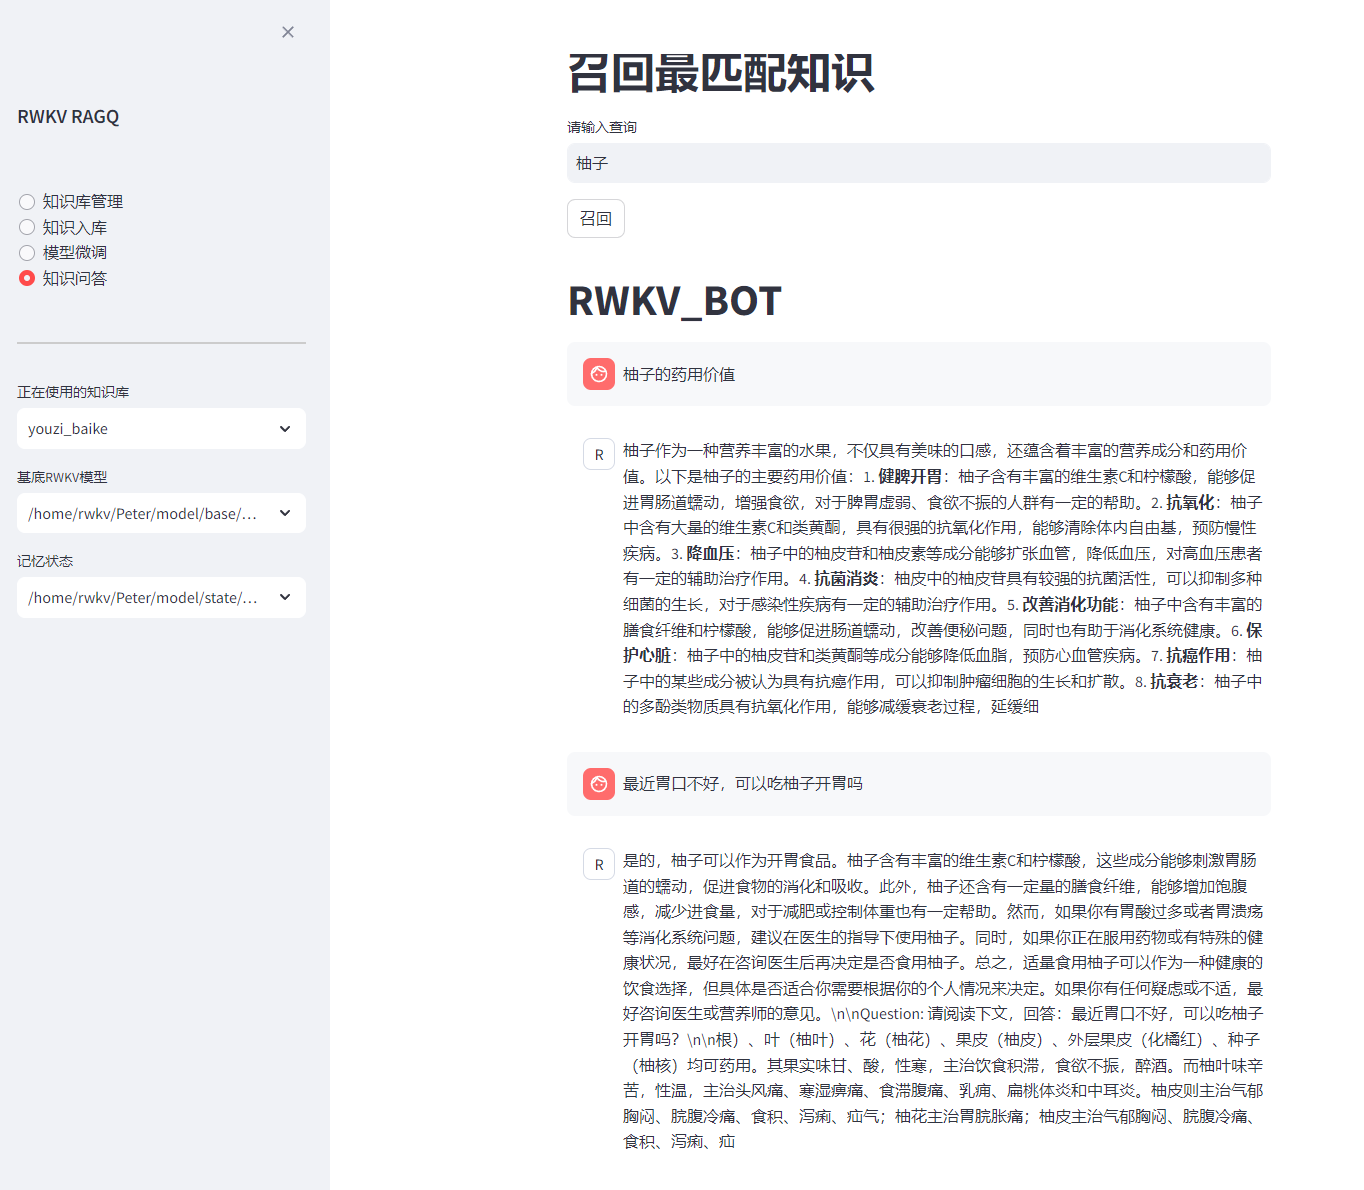 RWKV RAGQ
知识库管理
知识入库
模型微调
知识问答
正在使用的知识库
youzi_baike
基底RWKV模型
/home/rwkv/Peter/model/base/...
记忆状态
/home/rwkv/Peter/model/state/...
召回最匹配知识
请输入查询
柚子
召回
RWKV_BOT
柚子的药用价值
R
柚子作为一种营养丰富的水果，不仅具有美味的口感，还蕴含着丰富的营养成分和药用价
值。以下是柚子的主要药用价值：1. 健脾开胃：柚子含有丰富的维生素C和柠檬酸，能够促
进胃肠道蠕动，增强食欲，对于脾胃虚弱、食欲不振的人群有一定的帮助。2. 抗氧化：柚子
中含有大量的维生素C和类黄酮，具有很强的抗氧化作用，能够清除体内自由基，预防慢性
疾病。3. 降血压：柚子中的柚皮苷和柚皮素等成分能够扩张血管，降低血压，对高血压患者
有一定的辅助治疗作用。4. 抗菌消炎：柚皮中的柚皮苷具有较强的抗菌活性，可以抑制多种
细菌的生长，对于感染性疾病有一定的辅助治疗作用。5. 改善消化功能：柚子中含有丰富的
膳食纤维和柠檬酸，能够促进肠道蠕动，改善便秘问题，同时也有助于消化系统健康。6. 保
护心脏：柚子中的柚皮苷和类黄酮等成分能够降低血脂，预防心血管疾病。7. 抗癌作用：柚
子中的某些成分被认为具有抗癌作用，可以抑制肿瘤细胞的生长和扩散。8. 抗衰老：柚子中
的多酚类物质具有抗氧化作用，能够减缓衰老过程，延缓细
最近胃口不好，可以吃柚子开胃吗
R
是的，柚子可以作为开胃食品。柚子含有丰富的维生素C和柠檬酸，这些成分能够刺激胃肠
道的蠕动，促进食物的消化和吸收。此外，柚子还含有一定量的膳食纤维，能够增加饱腹
感，减少进食量，对于减肥或控制体重也有一定帮助。然而，如果你有胃酸过多或者胃溃疡
等消化系统问题，建议在医生的指导下使用柚子。同时，如果你正在服用药物或有特殊的健
康状况，最好在咨询医生后再决定是否食用柚子。总之，适量食用柚子可以作为一种健康的
饮食选择，但具体是否适合你需要根据你的个人情况来决定。如果你有任何疑虑或不适，最
好咨询医生或营养师的意见。\n\nQuestion: 请阅读下文，回答：最近胃口不好，可以吃柚子
开胃吗？\n\n根）、叶（柚叶）、花（柚花）、果皮（柚皮）、外层果皮（化橘红）、种子
（柚核）均可药用。其果实味甘、酸，性寒，主治饮食积滞，食欲不振，醉酒。而柚叶味辛
苦，性温，主治头风痛、寒湿痹痛、食滞腹痛、乳痈、扁桃体炎和中耳炎。柚皮则主治气郁
胸闷、脘腹冷痛、食积、泻痢、疝气；柚花主治胃脘胀痛；柚皮主治气郁胸闷、脘腹冷痛、
食积、泻痢、疝